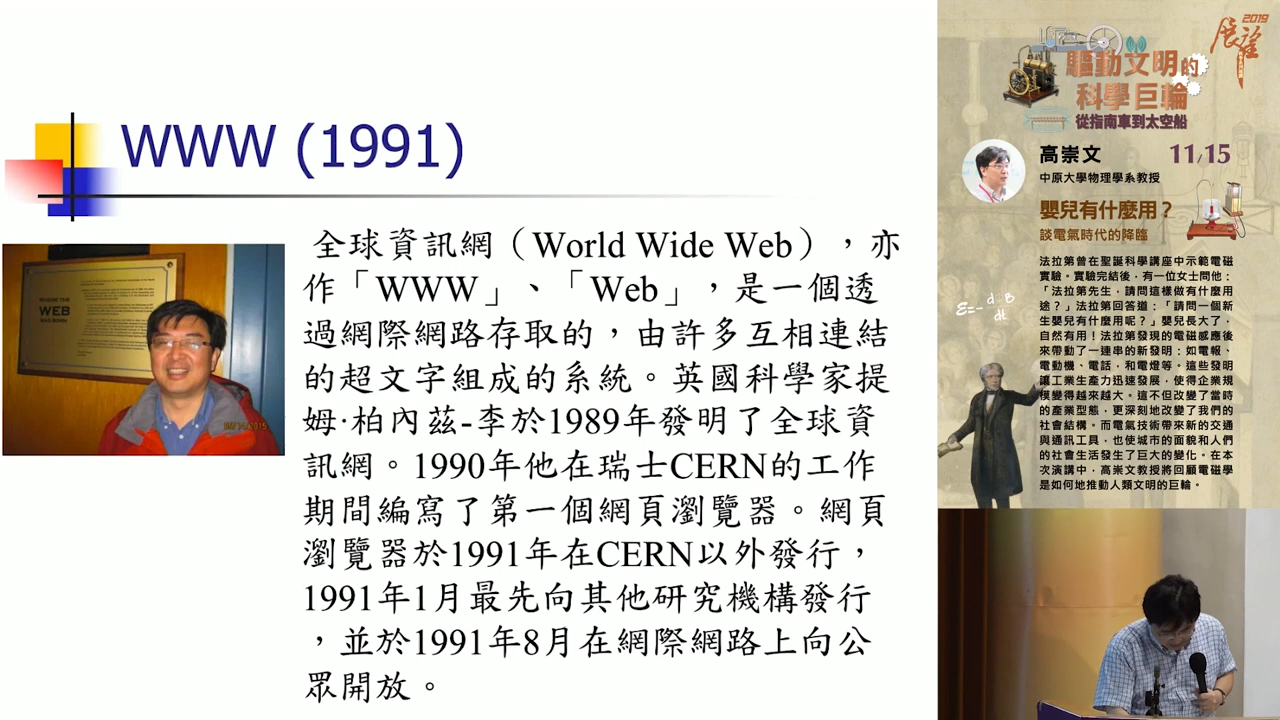 WWW (1991)
全球資訊網（World Wide Web），亦
作「WWW」、「Web」，是一個透
過網際網路存取的，由許多互相連結
的超文字組成的系統。英國科學家提
姆·柏內茲-李於1989年發明了全球資
訊網。1990年他在瑞士CERN的工作
期間編寫了第一個網頁瀏覽器。網頁
瀏覽器於1991年在CERN以外發行，
1991年1月最先向其他研究機構發行
，並於1991年8月在網際網路上向公
眾開放。
WHERE THE
WEB
WAS BORN
2019
展望
驅動文明的
科學巨輪
從指南車到太空船
高崇文
11/15
中原大學物理學系教授
嬰兒有什麼用？
談電氣時代的降臨
法拉第曾在聖誕科學講座中示範電磁
實驗。實驗完結後，有一位女士問他：
「法拉第先生，請問這樣做有什麼用
途？」法拉第回答道：「請問一個新
生嬰兒有什麼用呢？」嬰兒長大了，
自然有用！法拉第發現的電磁感應後
來帶動了一連串的新發明：如電報、
電動機、電話，和電燈等。這些發明
讓工業生產力迅速發展，使得企業規
模變得越來越大。這不但改變了當時
的產業型態，更深刻地改變了我們的
社會結構。而電氣技術帶來新的交通
與通訊工具，也使城市的面貌和人們
的社會生活發生了巨大的變化。在本
次演講中，高崇文教授將回顧電磁學
是如何地推動人類文明的巨輪。